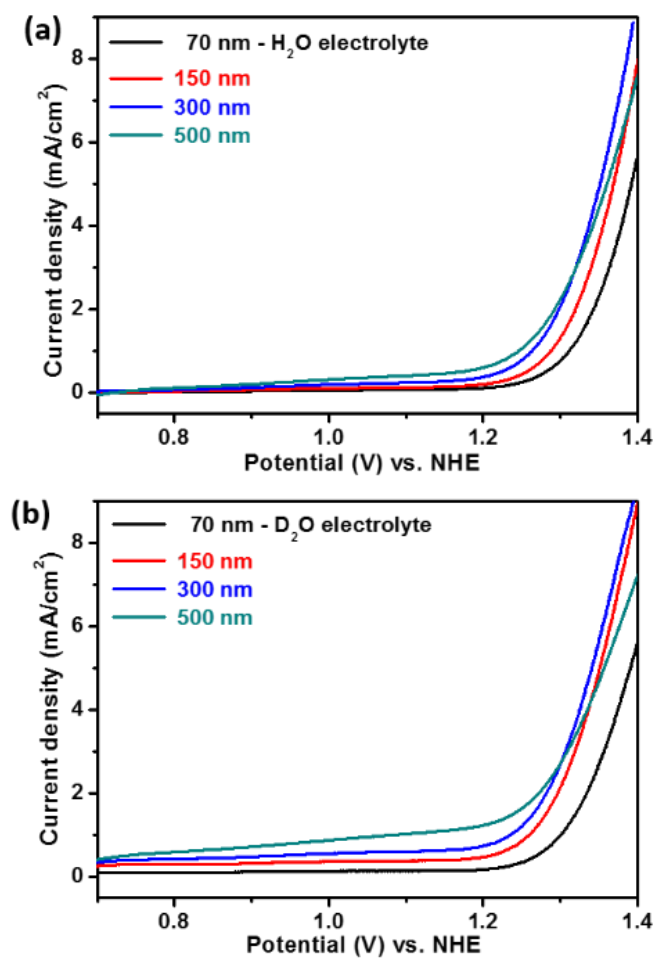 (a)
70 nm - H₂O electrolyte
150 nm
300 nm
500 nm
8
6
4
2
0
Current density (mA/cm²)
0.8 1.0 1.2 1.4
Potential (V) vs. NHE
(b)
70 nm - D₂O electrolyte
150 nm
300 nm
500 nm
8
6
4
2
0
Current density (mA/cm²)
0.8 1.0 1.2 1.4
Potential (V) vs. NHE